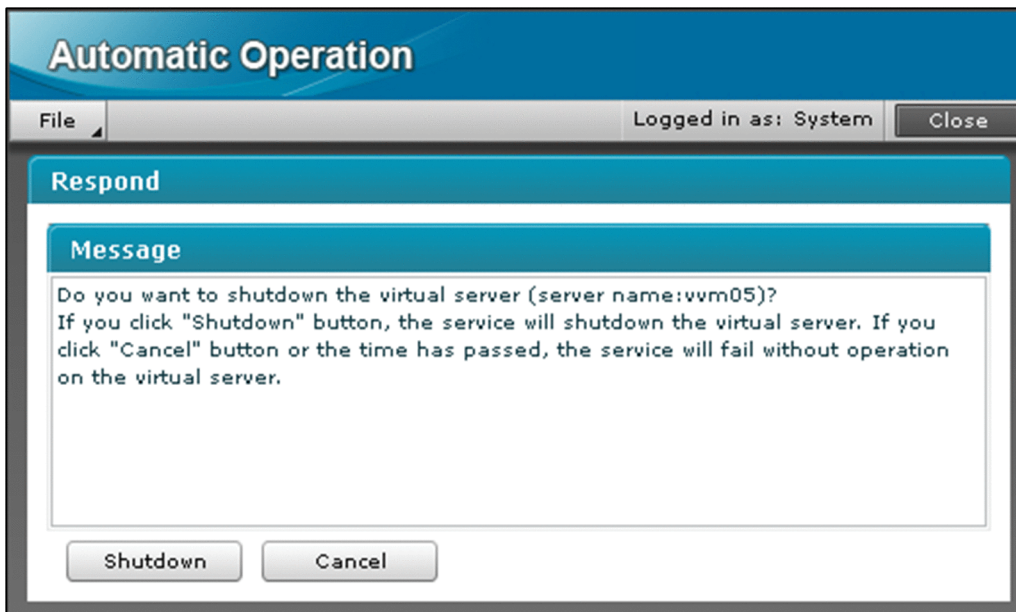 Automatic Operation
File
Logged in as: System
Close
Respond
Message
Do you want to shutdown the virtual server (server name:vvm05)?
If you click "Shutdown" button, the service will shutdown the virtual server. If you
click "Cancel" button or the time has passed, the service will fail without operation
on the virtual server.
Shutdown
Cancel